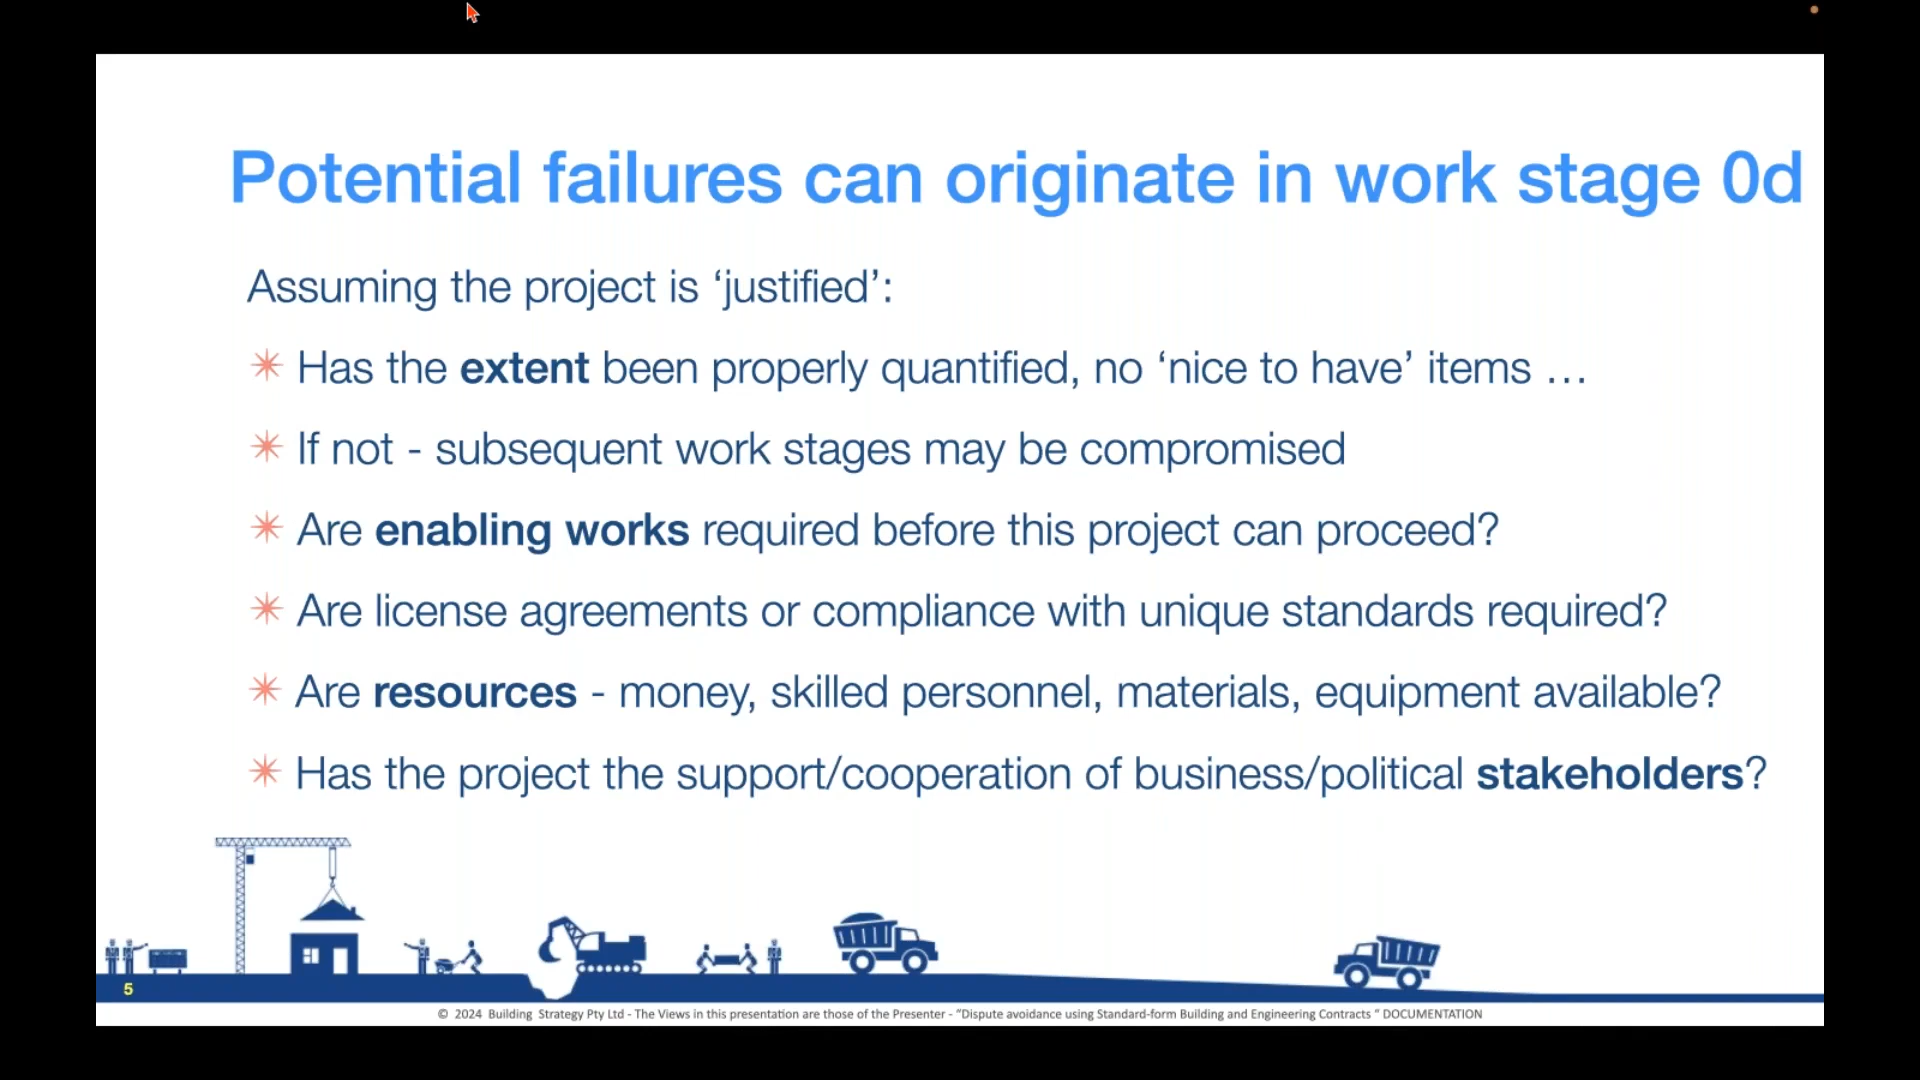 Potential failures can originate in work stage 0d
Assuming the project is ‘justified’:
✴ Has the extent been properly quantified, no ‘nice to have’ items …
✴ If not - subsequent work stages may be compromised
✴ Are enabling works required before this project can proceed?
✴ Are license agreements or compliance with unique standards required?
✴ Are resources - money, skilled personnel, materials, equipment available?
✴ Has the project the support/cooperation of business/political stakeholders?
5
© 2024 Building Strategy Pty Ltd - The Views in this presentation are those of the Presenter - “Dispute avoidance using Standard-form Building and Engineering Contracts “ DOCUMENTATION